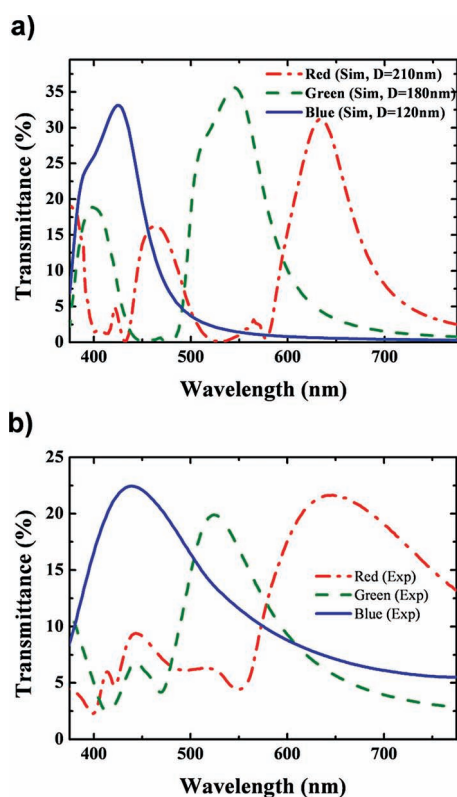 a)
Red (Sim, D=210nm)
Green (Sim, D=180nm)
Blue (Sim, D=120nm)
Transmittance (%)
35
30
25
20
15
10
5
0
400 500 600 700
Wavelength (nm)
b)
Red (Exp)
Green (Exp)
Blue (Exp)
Transmittance (%)
25
20
15
10
5
0
400 500 600 700
Wavelength (nm)